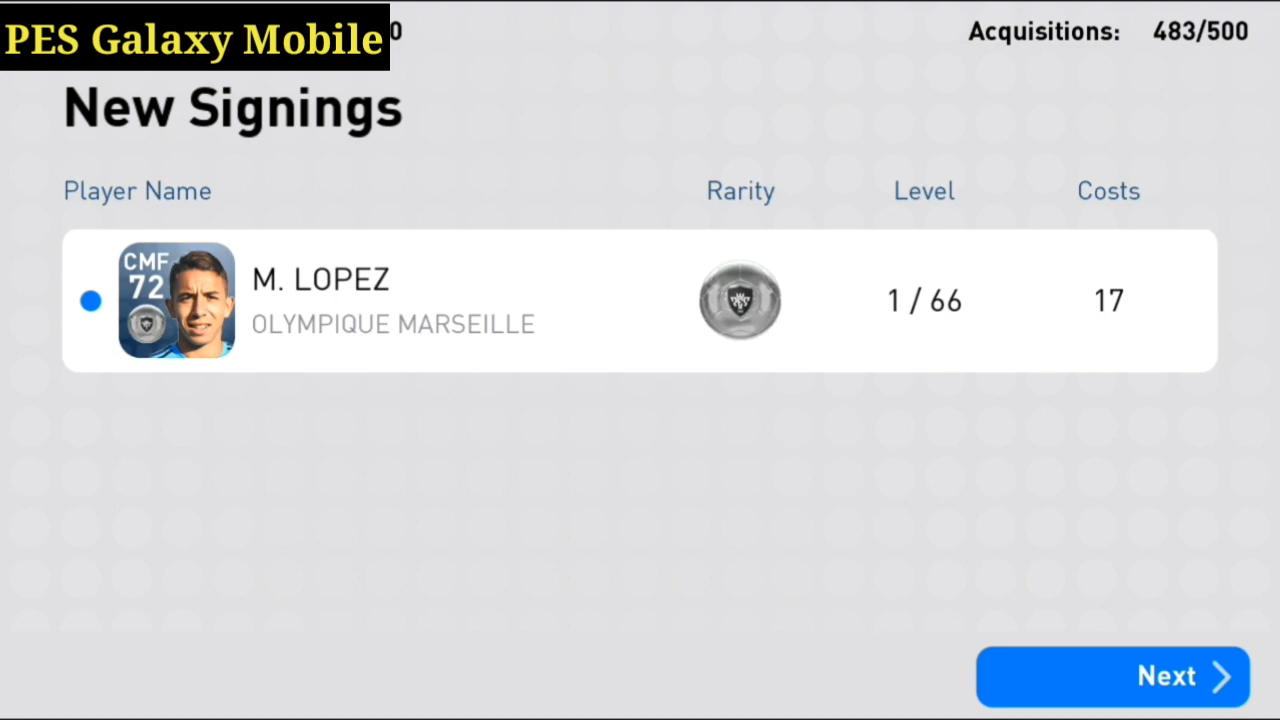 PES Galaxy Mobile
0
Acquisitions: 483/500
New Signings
Player Name Rarity Level Costs
CMF
72
M. LOPEZ
OLYMPIQUE MARSEILLE
1 / 66
17
Next